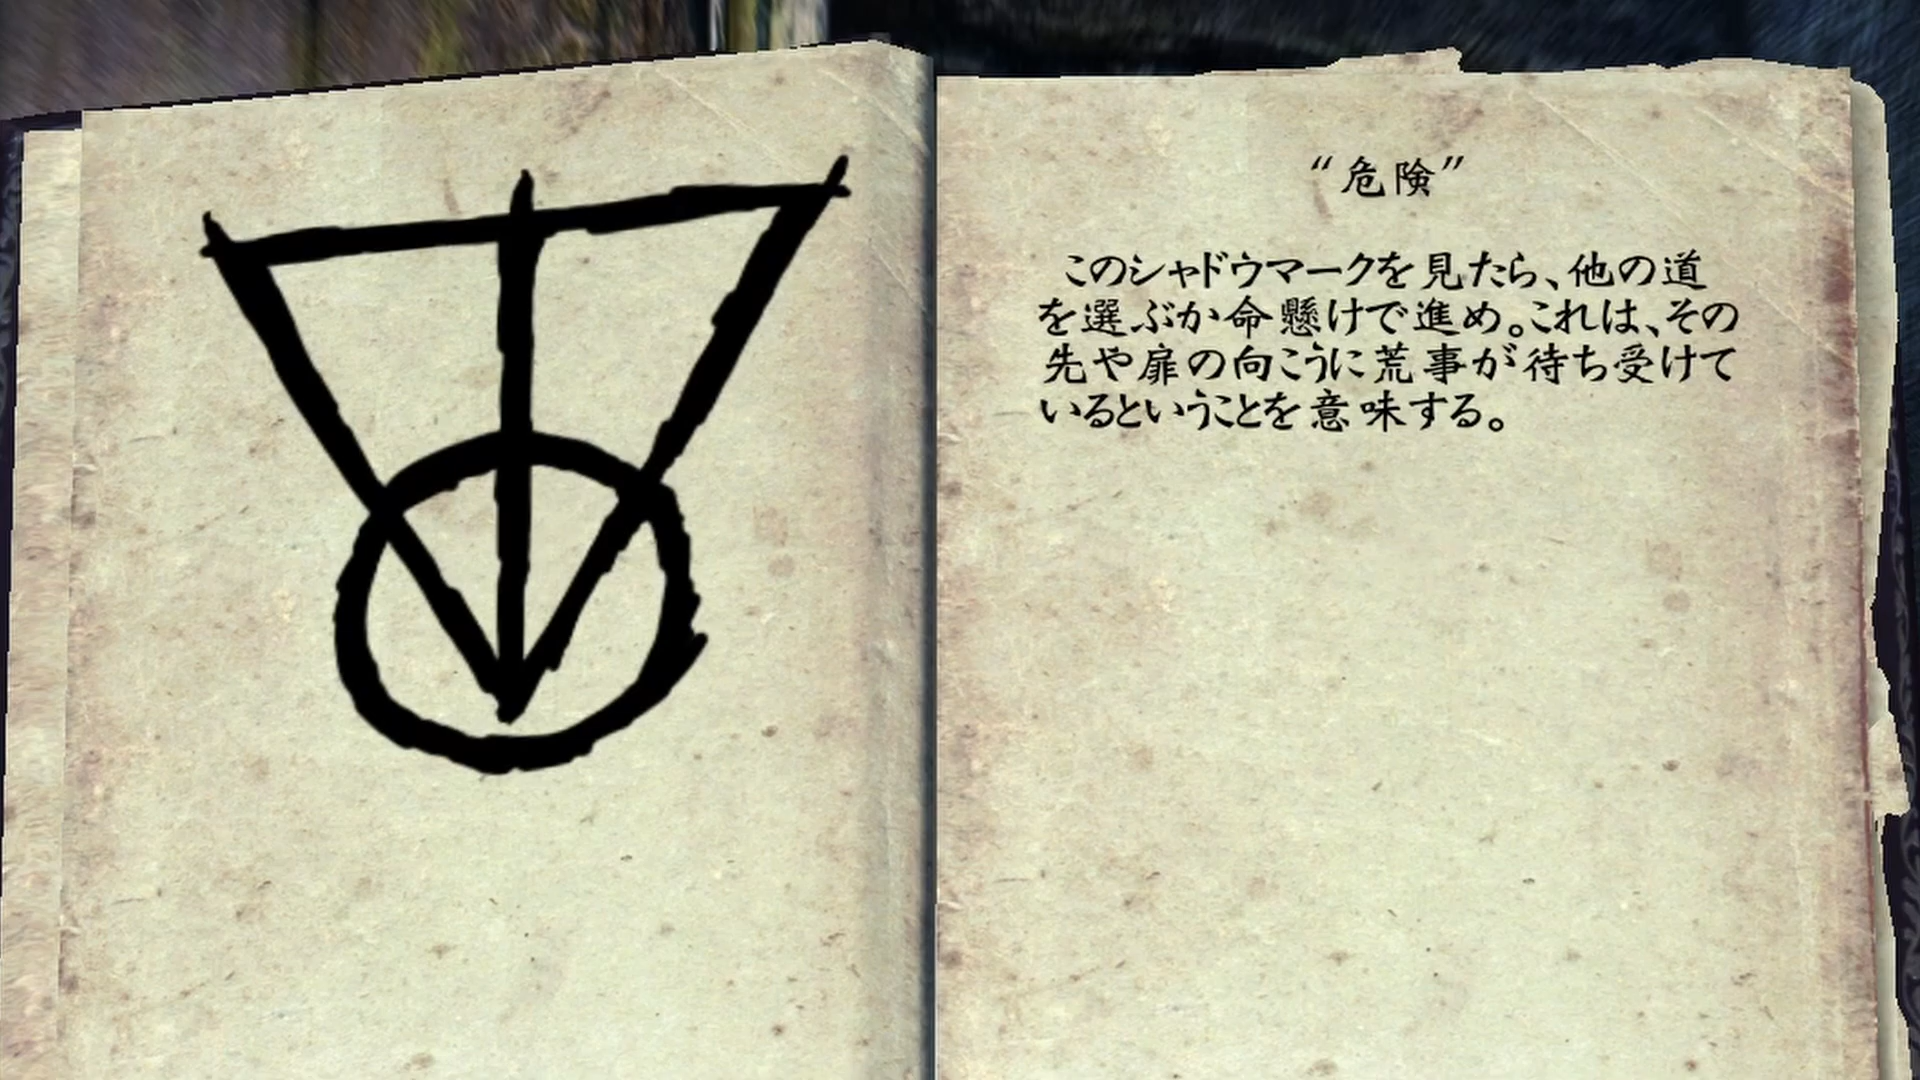 “危険”
このシャドウマークを見たら、他の道
を選ぶか命懸けで進め。これは、その
先や扉の向こうに荒事が待ち受けて
いるということを意味する。